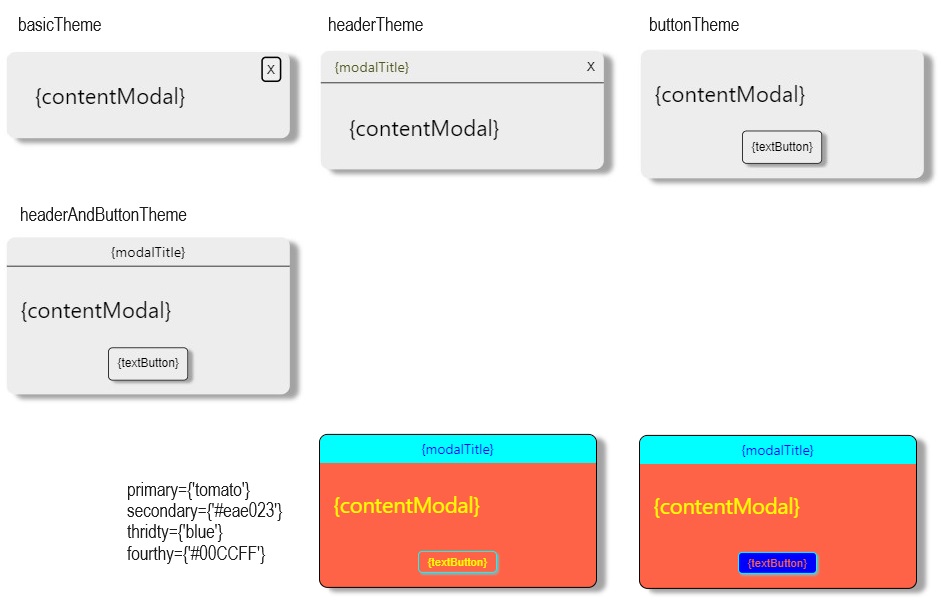 basicTheme
headerTheme
buttonTheme
X
{contentModal}
{modalTitle}
X
{contentModal}
{contentModal}
{textButton}
headerAndButtonTheme
{modalTitle}
{contentModal}
{textButton}
primary={'tomato'}
secondary={'#eae023'}
thridty={'blue'}
fourthy={'#00CCFF'}
{modalTitle}
{contentModal}
{textButton}
{modalTitle}
{contentModal}
{textButton}